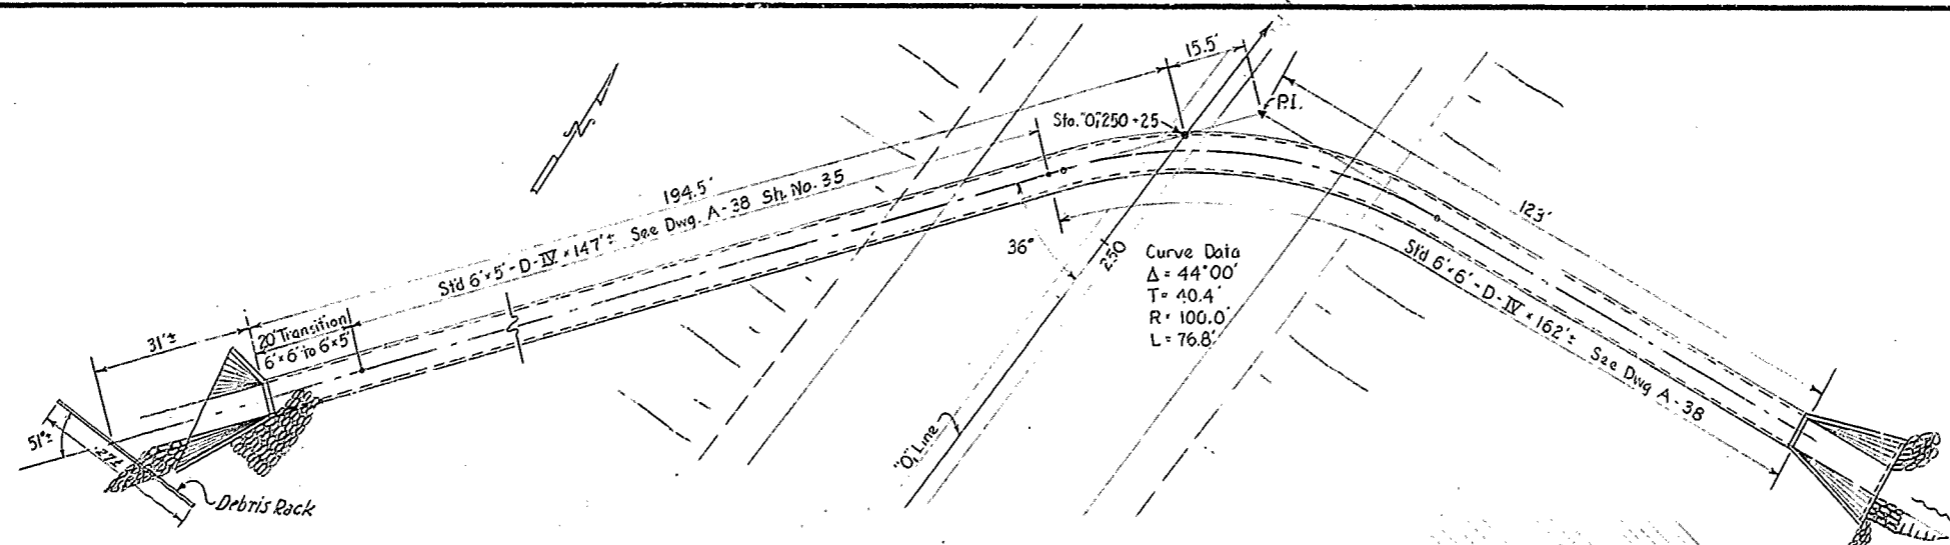 15.5'
P.I.
Sta. "O," 250+25
194.5'
See Dwg. A-38 Sh. No. 35
Std 6'x5'-D-IV x 147'±
123'
36°
250
Curve Data
Δ = 44°00'
T = 40.4'
R = 100.0'
L = 76.8'
Std 6'x6'-D-IV x 162'± See Dwg A-38
31'±
20' Transition
6'x6' to 6'x5'
"O," Line
51°±
27'±
Debris Rack